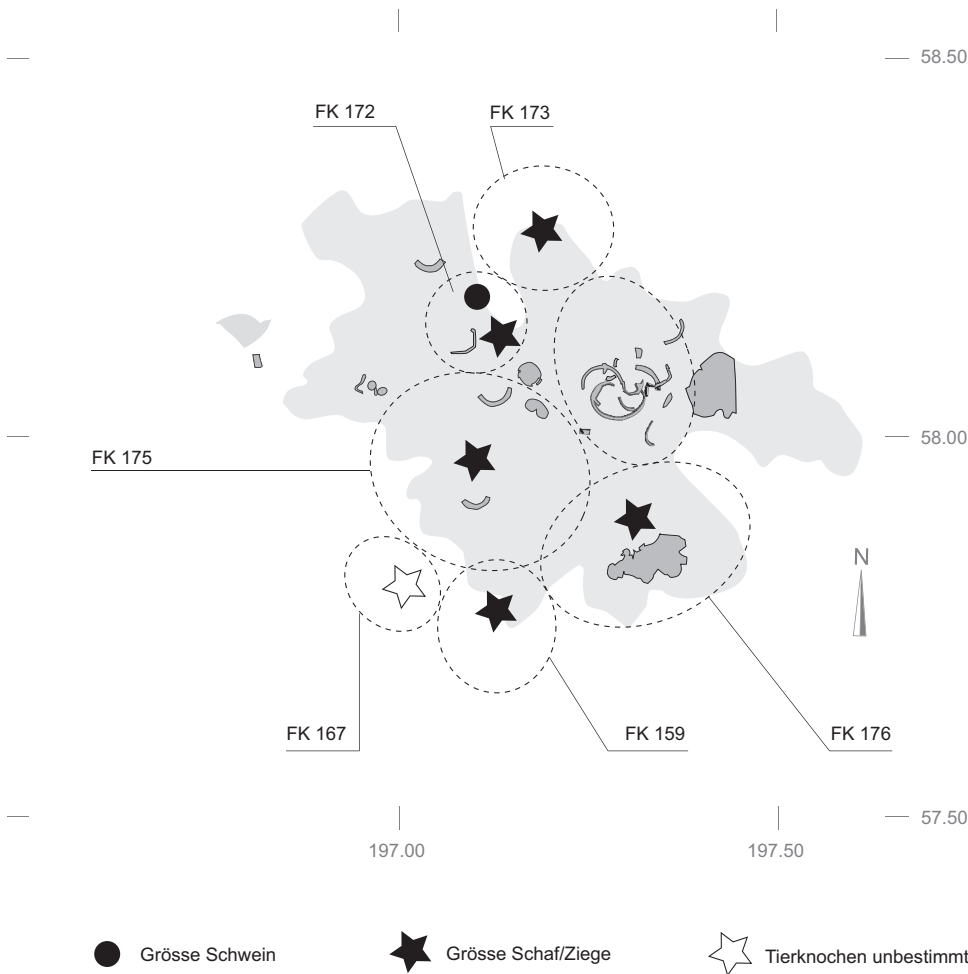 58.50
FK 172
FK 173
58.00
FK 175
N
FK 167
FK 159
FK 176
57.50
197.00
197.50
Grösse Schwein
Grösse Schaf/Ziege
Tierknochen unbestimmt